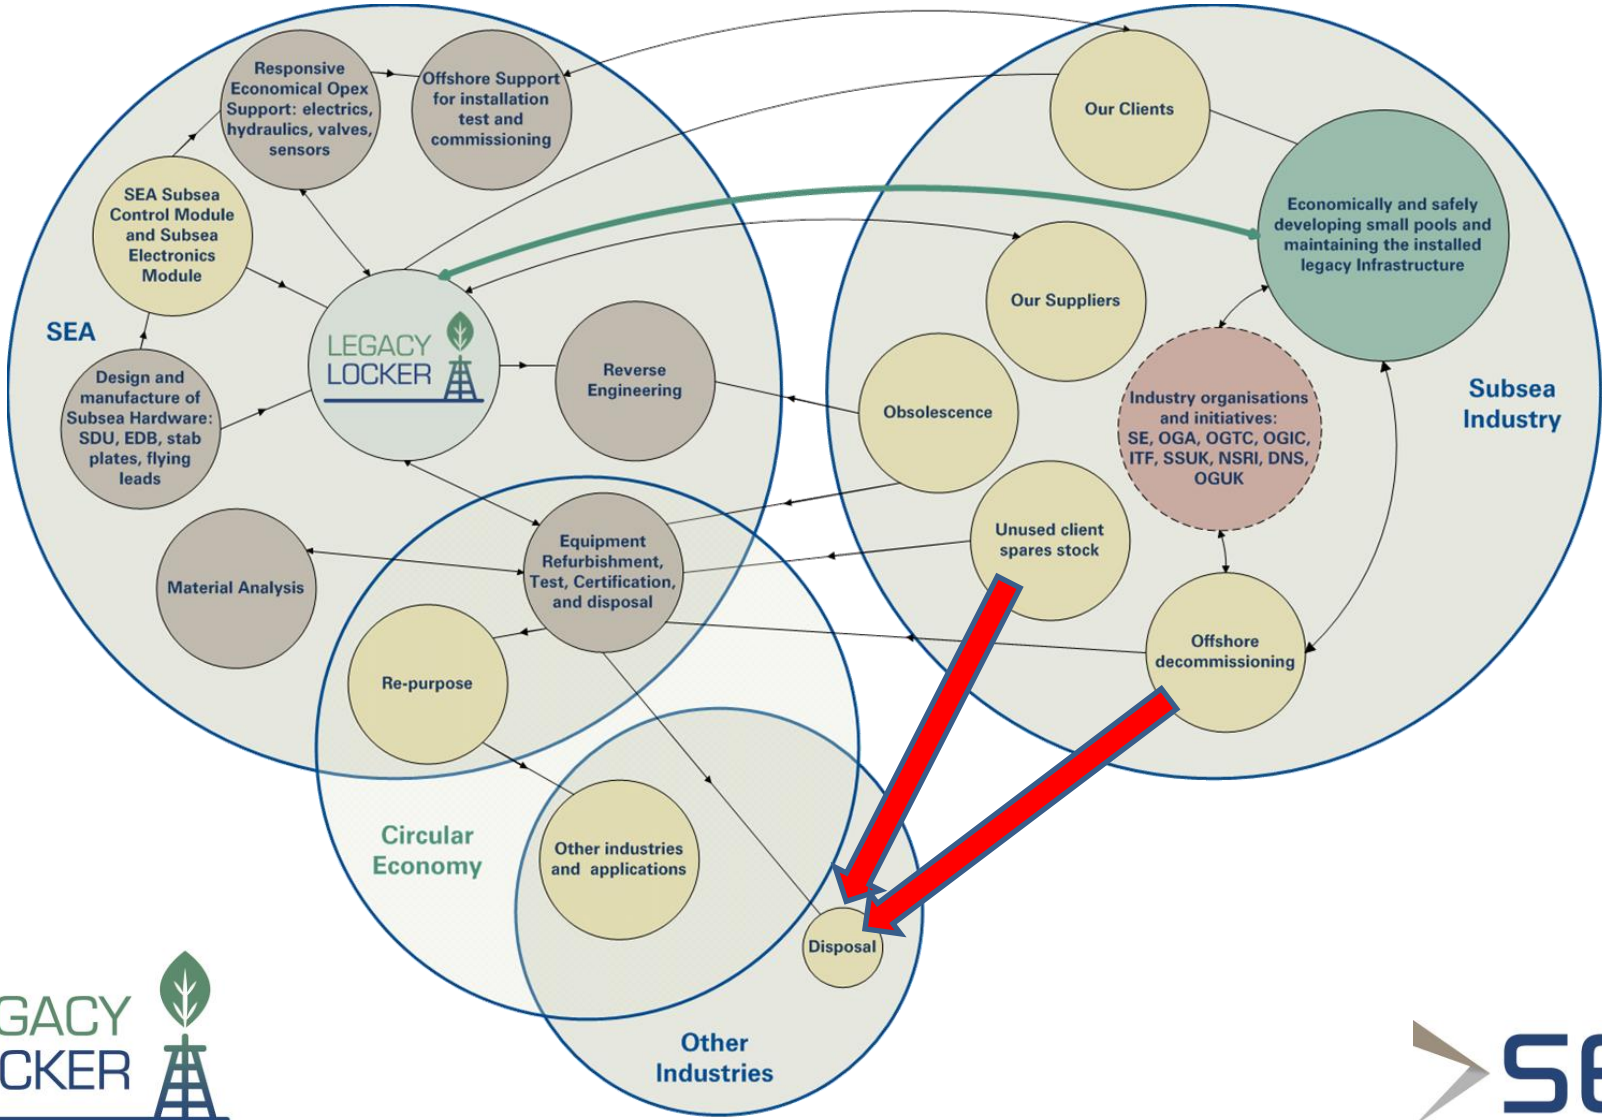 Responsive
Economical Opex
Support: electrics,
hydraulics, valves,
sensors
Offshore Support
for installation
test and
commissioning
SEA Subsea
Control Module
and Subsea
Electronics
Module
SEA
Design and
manufacture of
Subsea Hardware:
SDU, EDB, stab
plates, flying
leads
LEGACY
LOCKER
Reverse
Engineering
Material Analysis
Equipment
Refurbishment,
Test, Certification,
and disposal
Re-purpose
Circular
Economy
Other industries
and applications
Disposal
Other
Industries
Our Clients
Economically and safely
developing small pools and
maintaining the installed
legacy Infrastructure
Our Suppliers
Obsolescence
Industry organisations
and initiatives:
SE, OGA, OGTC, OGIC,
ITF, SSUK, NSRI, DNS,
OGUK
Subsea
Industry
Unused client
spares stock
Offshore
decommissioning
GACY
CKER